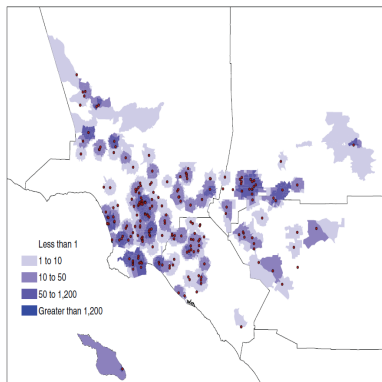 Less than 1
1 to 10
10 to 50
50 to 1,200
Greater than 1,200